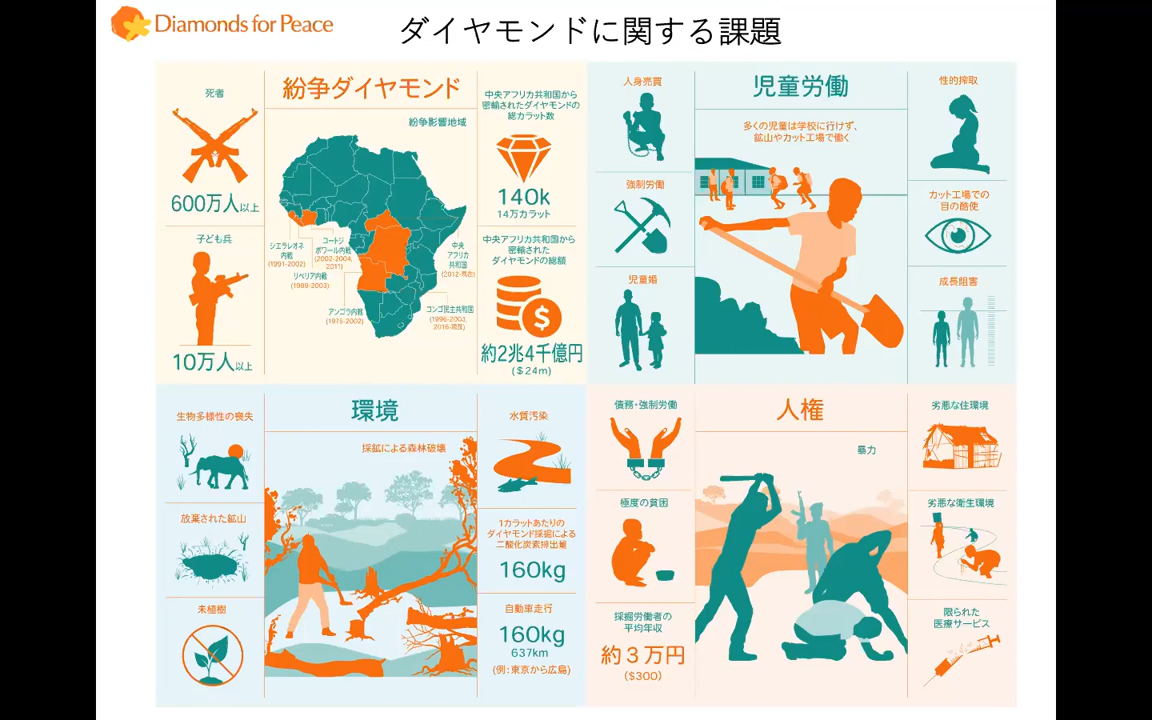 Diamonds for Peace
ダイヤモンドに関する課題
死者
600万人以上
子ども兵
10万人以上
紛争ダイヤモンド
紛争影響地域
シエラレオネ
内戦
(1991-2002)
コートジ
ボワール内戦
(2002-2004,
2011)
リベリア内戦
(1989-2003)
アンゴラ内戦
(1975-2002)
中央
アフリカ
共和国
(2012-現在)
コンゴ民主共和国
(1996-2003,
2016-現在)
中央アフリカ共和国から
密輸されたダイヤモンドの
総カラット数
140k
14万カラット
中央アフリカ共和国から
密輸された
ダイヤモンドの総額
$
約2兆4千億円
($24m)
人身売買
強制労働
児童婚
児童労働
多くの児童は学校に行けず、
鉱山やカット工場で働く
性的搾取
カット工場での
目の酷使
成長阻害
生物多様性の喪失
放棄された鉱山
未植樹
環境
採鉱による森林破壊
水質汚染
1カラットあたりの
ダイヤモンド採掘による
二酸化炭素排出量
160kg
自動車走行
160kg
637km
(例：東京から広島)
債務・強制労働
極度の貧困
採掘労働者の
平均年収
約３万円
($300)
人権
暴力
劣悪な住環境
劣悪な衛生環境
限られた
医療サービス